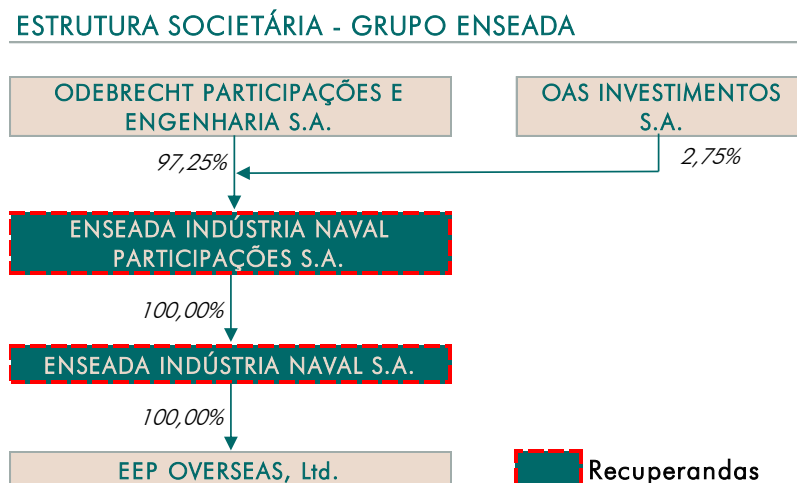 ESTRUTURA SOCIETÁRIA - GRUPO ENSEADA
ODEBRECHT PARTICIPAÇÕES E
ENGENHARIA S.A.
OAS INVESTIMENTOS
S.A.
97,25%
2,75%
ENSEADA INDÚSTRIA NAVAL
PARTICIPAÇÕES S.A.
100,00%
ENSEADA INDÚSTRIA NAVAL S.A.
100,00%
EEP OVERSEAS, Ltd.
Recuperandas